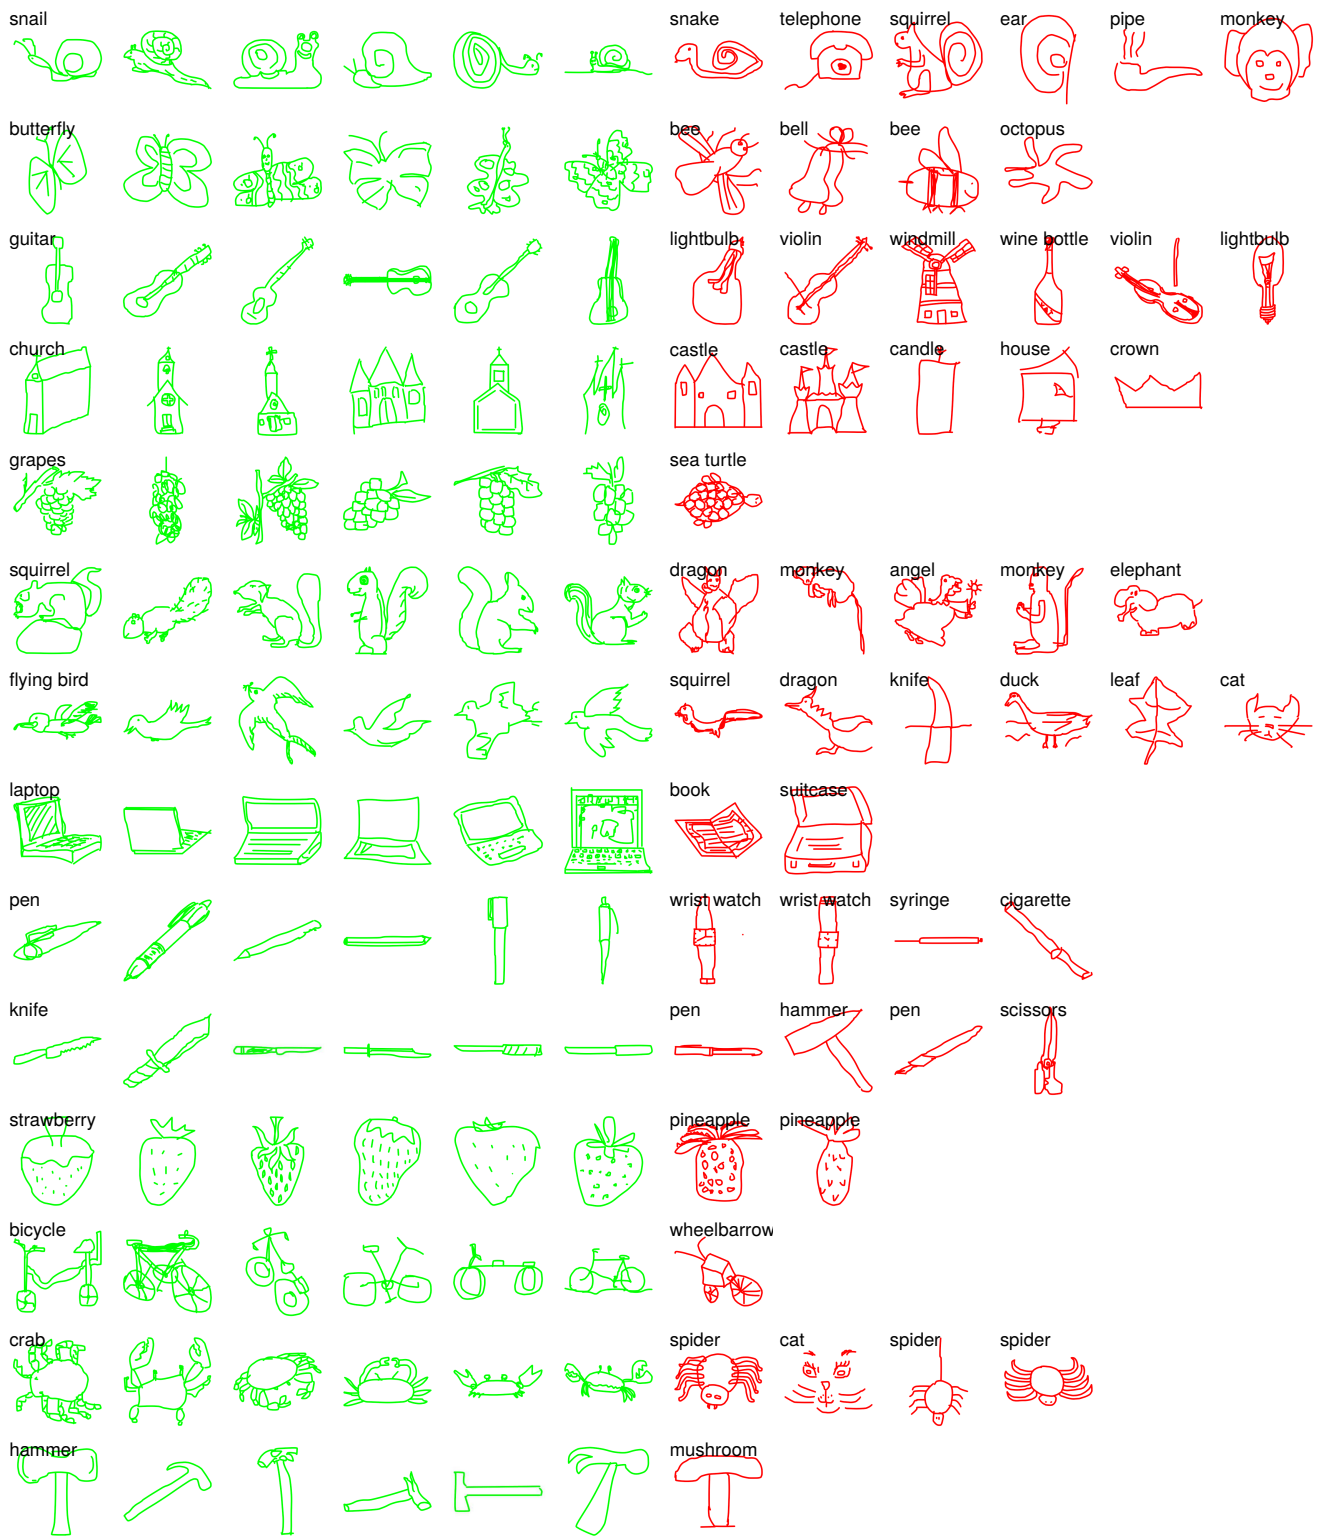 snail snake telephone squirrel ear pipe monkey
butterfly bee bell bee octopus
guitar lightbulb violin windmill wine bottle violin lightbulb
church castle castle candle house crown
grapes sea turtle
squirrel dragon monkey angel monkey elephant
flying bird squirrel dragon knife duck leaf cat
laptop book suitcase
pen wrist watch wrist watch syringe cigarette
knife pen hammer pen scissors
strawberry pineapple pineapple
bicycle wheelbarrow
crab spider cat spider spider
hammer mushroom